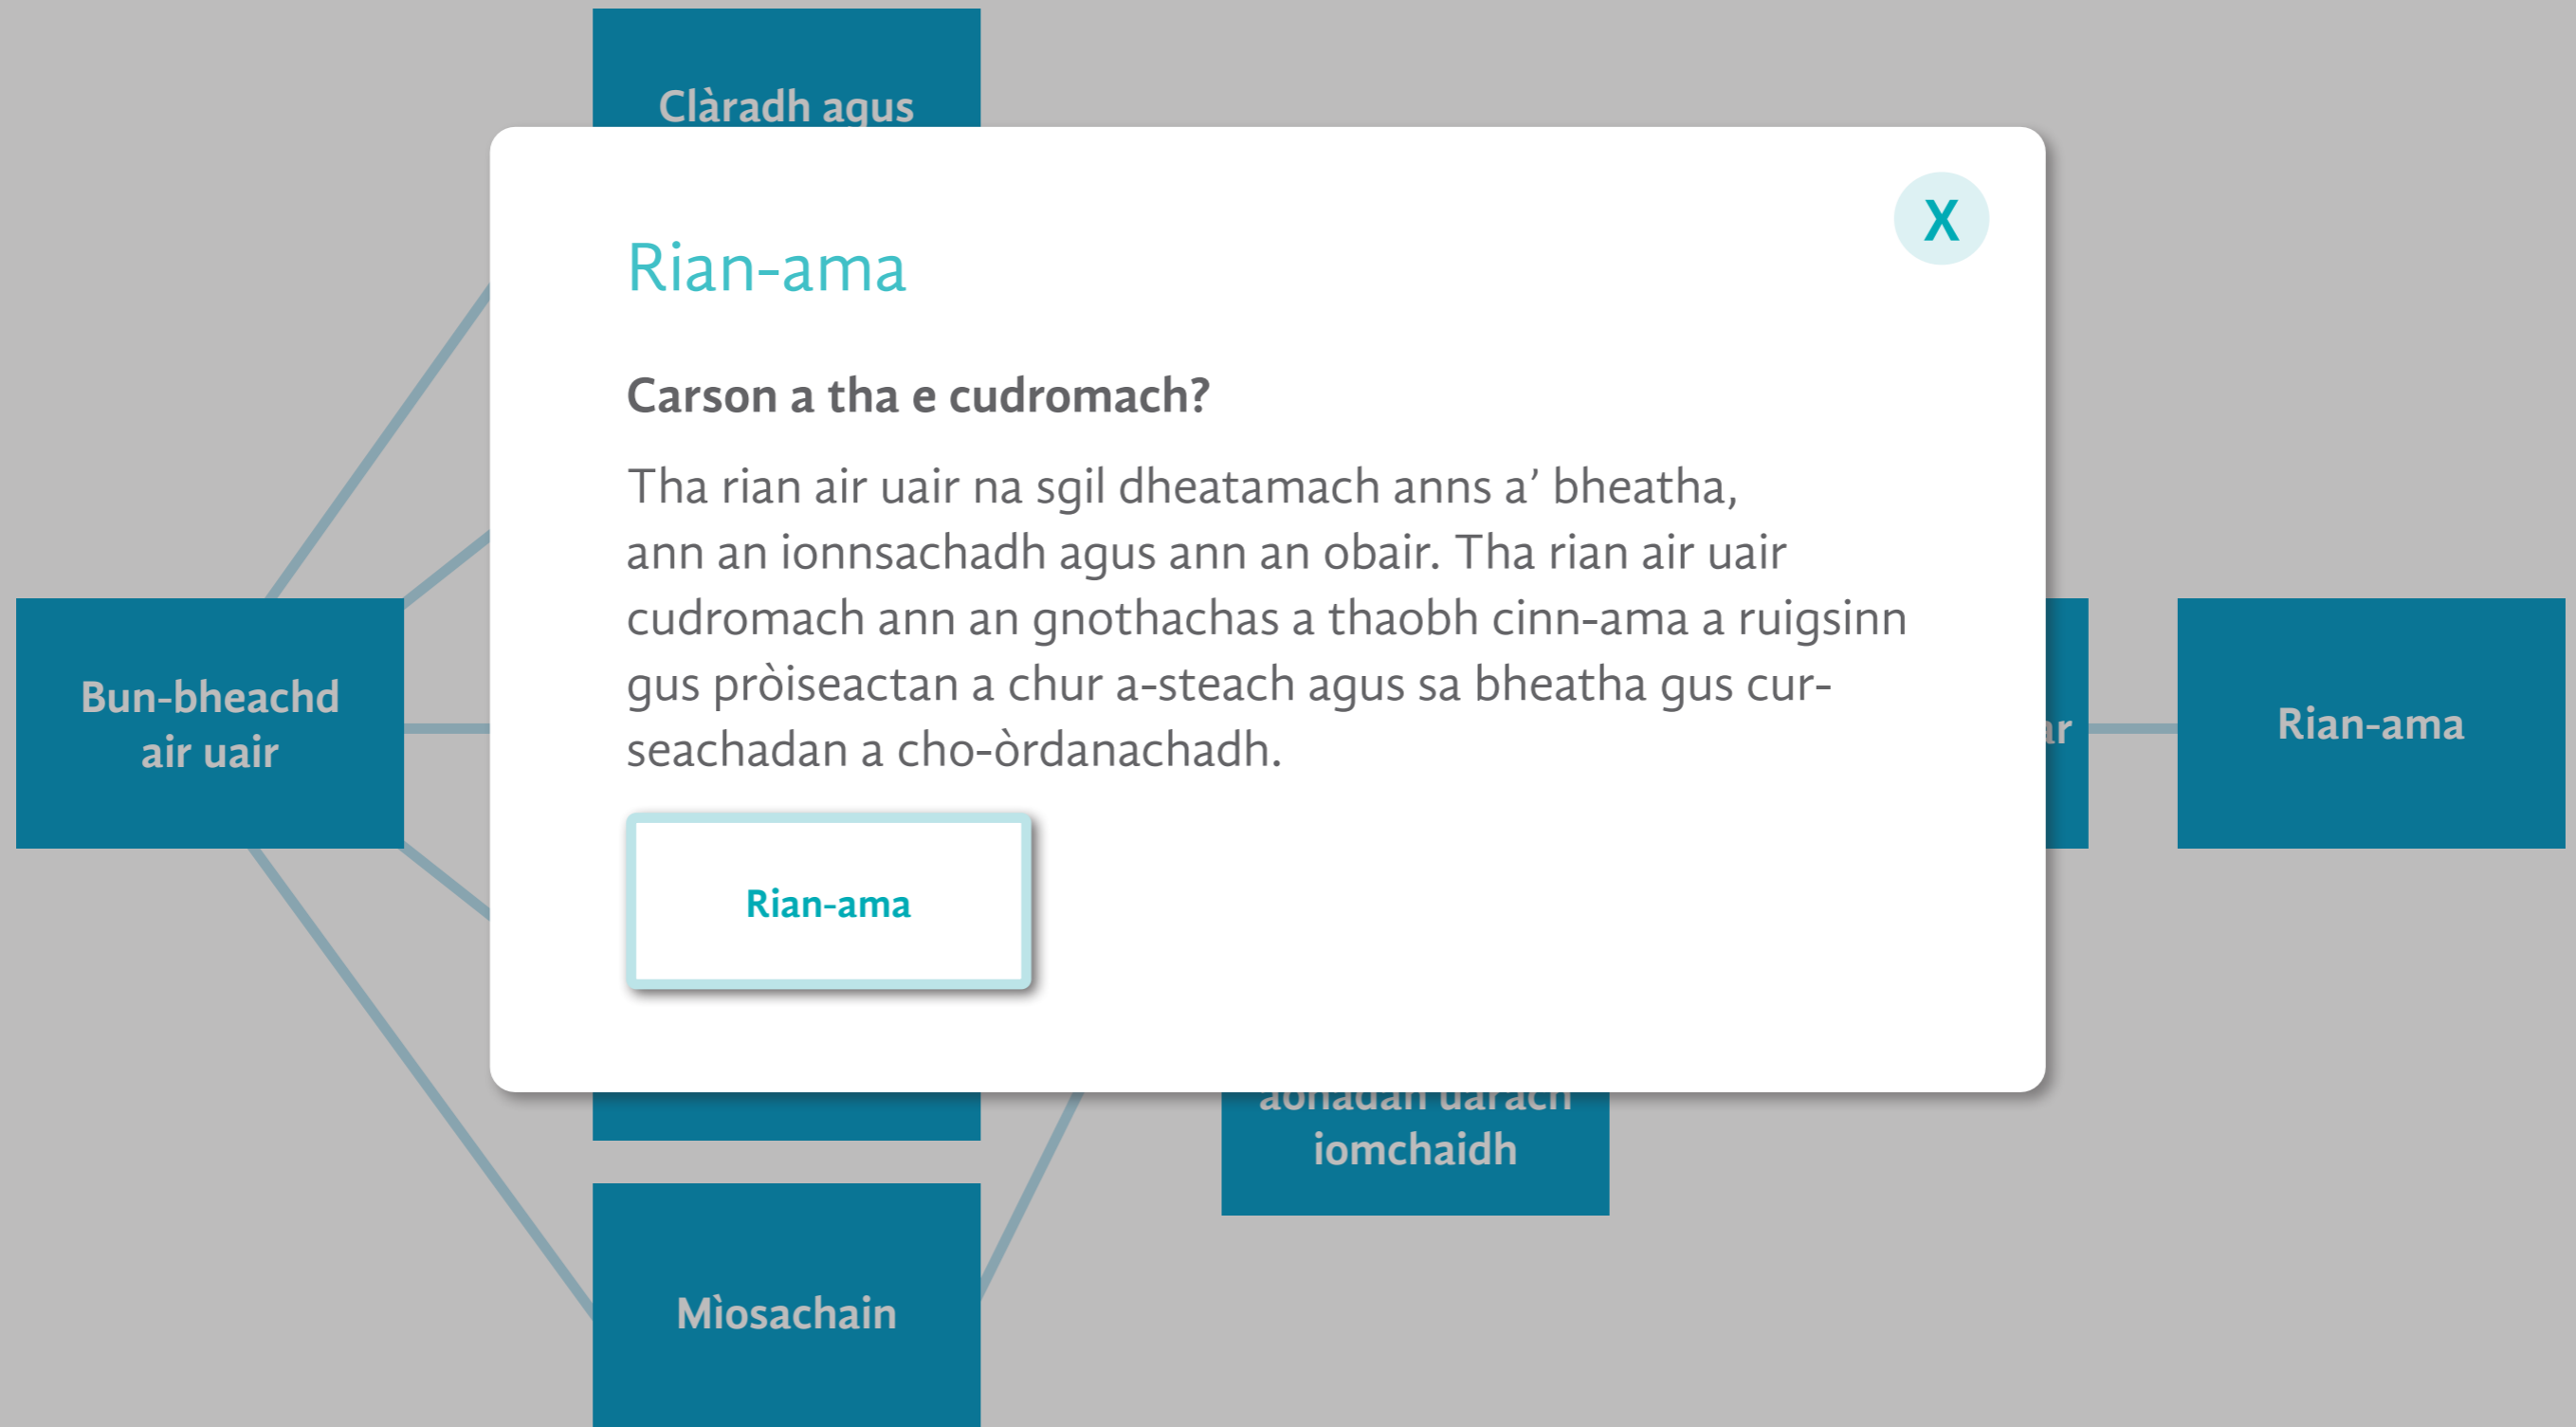 Clàradh agus
X
Rian-ama
Carson a tha e cudromach?
Tha rian air uair na sgil dheatamach anns a’ bheatha,
ann an ionnsachadh agus ann an obair. Tha rian air uair
cudromach ann an gnothachas a thaobh cinn-ama a ruigsinn
gus pròiseactan a chur a-steach agus sa bheatha gus cur-
seachadan a cho-òrdanachadh.
Rian-ama
Bun-bheachd
air uair
Rian-ama
aonadan uarach
iomchaidh
Mìosachain